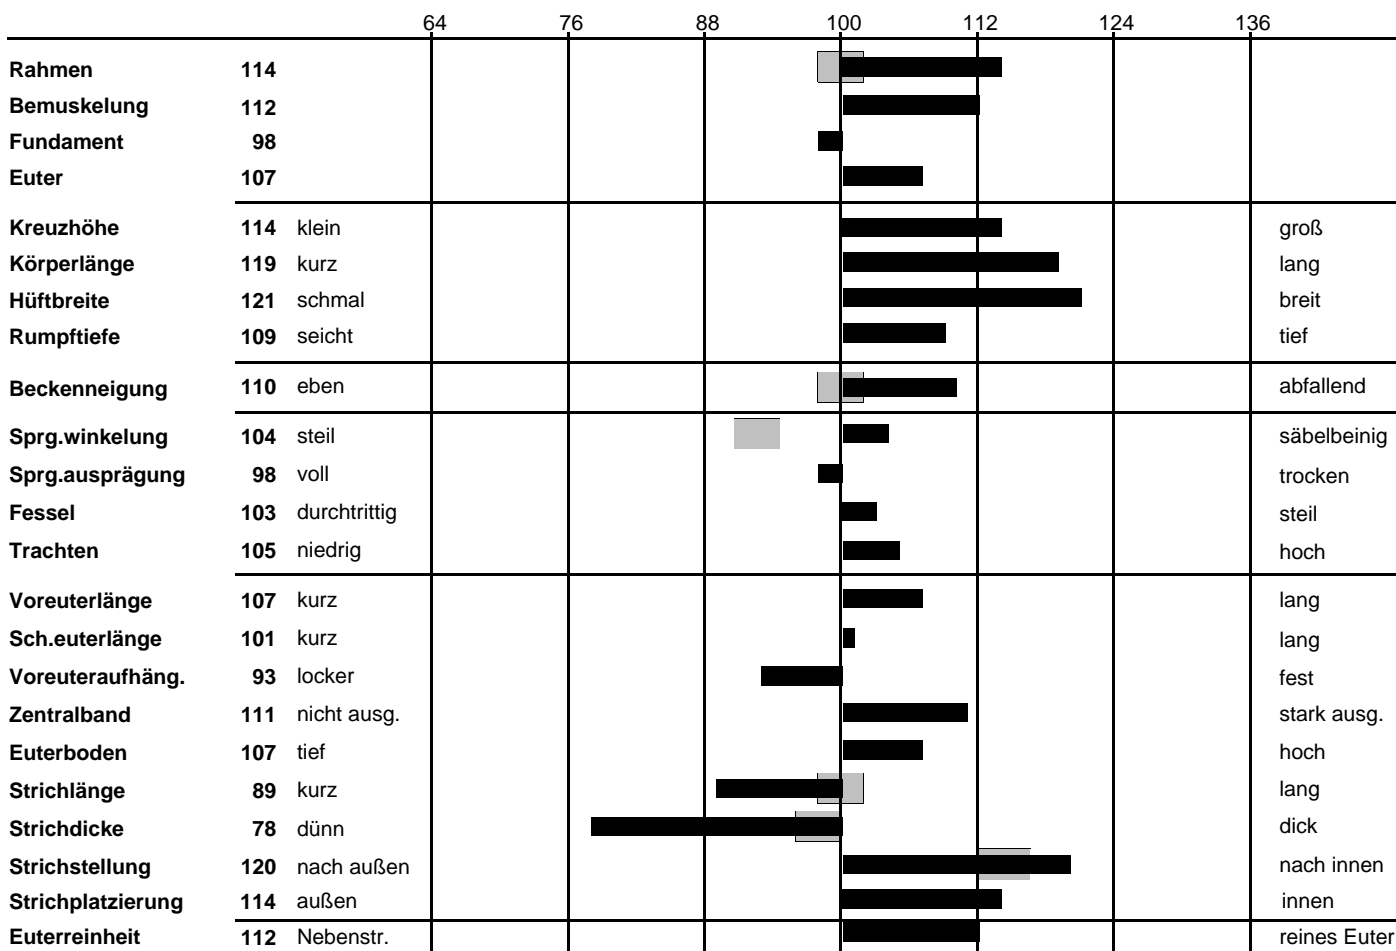 64 76 88 100 112 124 136
Rahmen 114
Bemuskelung 112
Fundament 98
Euter 107
Kreuzhöhe 114 klein groß
Körperlänge 119 kurz lang
Hüftbreite 121 schmal breit
Rumpftiefe 109 seicht tief
Beckenneigung 110 eben abfallend
Sprg.winkelung 104 steil säbelbeinig
Sprg.ausprägung 98 voll trocken
Fessel 103 durchtrittig steil
Trachten 105 niedrig hoch
Voreuterlänge 107 kurz lang
Sch.euterlänge 101 kurz lang
Voreuteraufhäng. 93 locker fest
Zentralband 111 nicht ausg. stark ausg.
Euterboden 107 tief hoch
Strichlänge 89 kurz lang
Strichdicke 78 dünn dick
Strichstellung 120 nach außen nach innen
Strichplatzierung 114 außen innen
Euterreinheit 112 Nebenstr. reines Euter